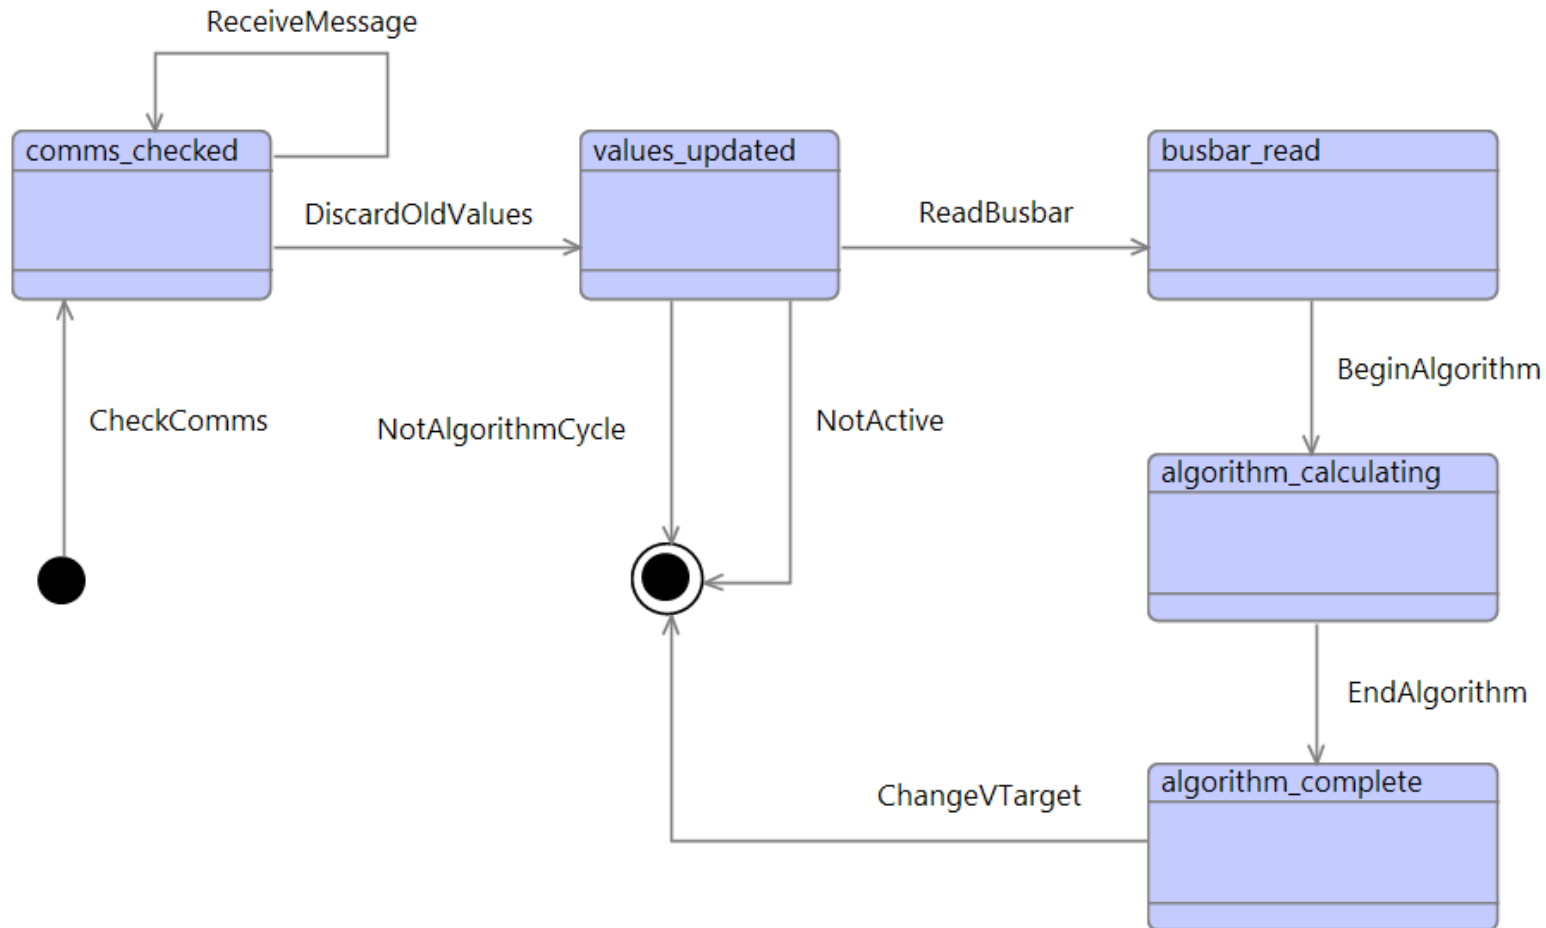 ReceiveMessage
comms_checked
values_updated
busbar_read
DiscardOldValues
ReadBusbar
BeginAlgorithm
CheckComms
NotAlgorithmCycle
NotActive
algorithm_calculating
EndAlgorithm
algorithm_complete
ChangeVTarget